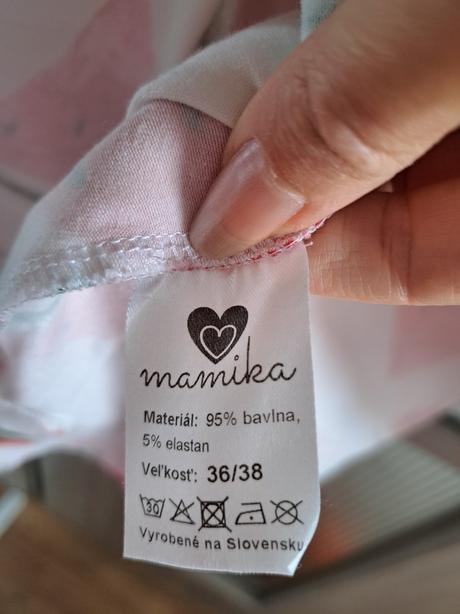 mamika
Materiál: 95% bavlna,
5% elastan
Veľkosť: 36/38
30
Vyrobené na Slovensku